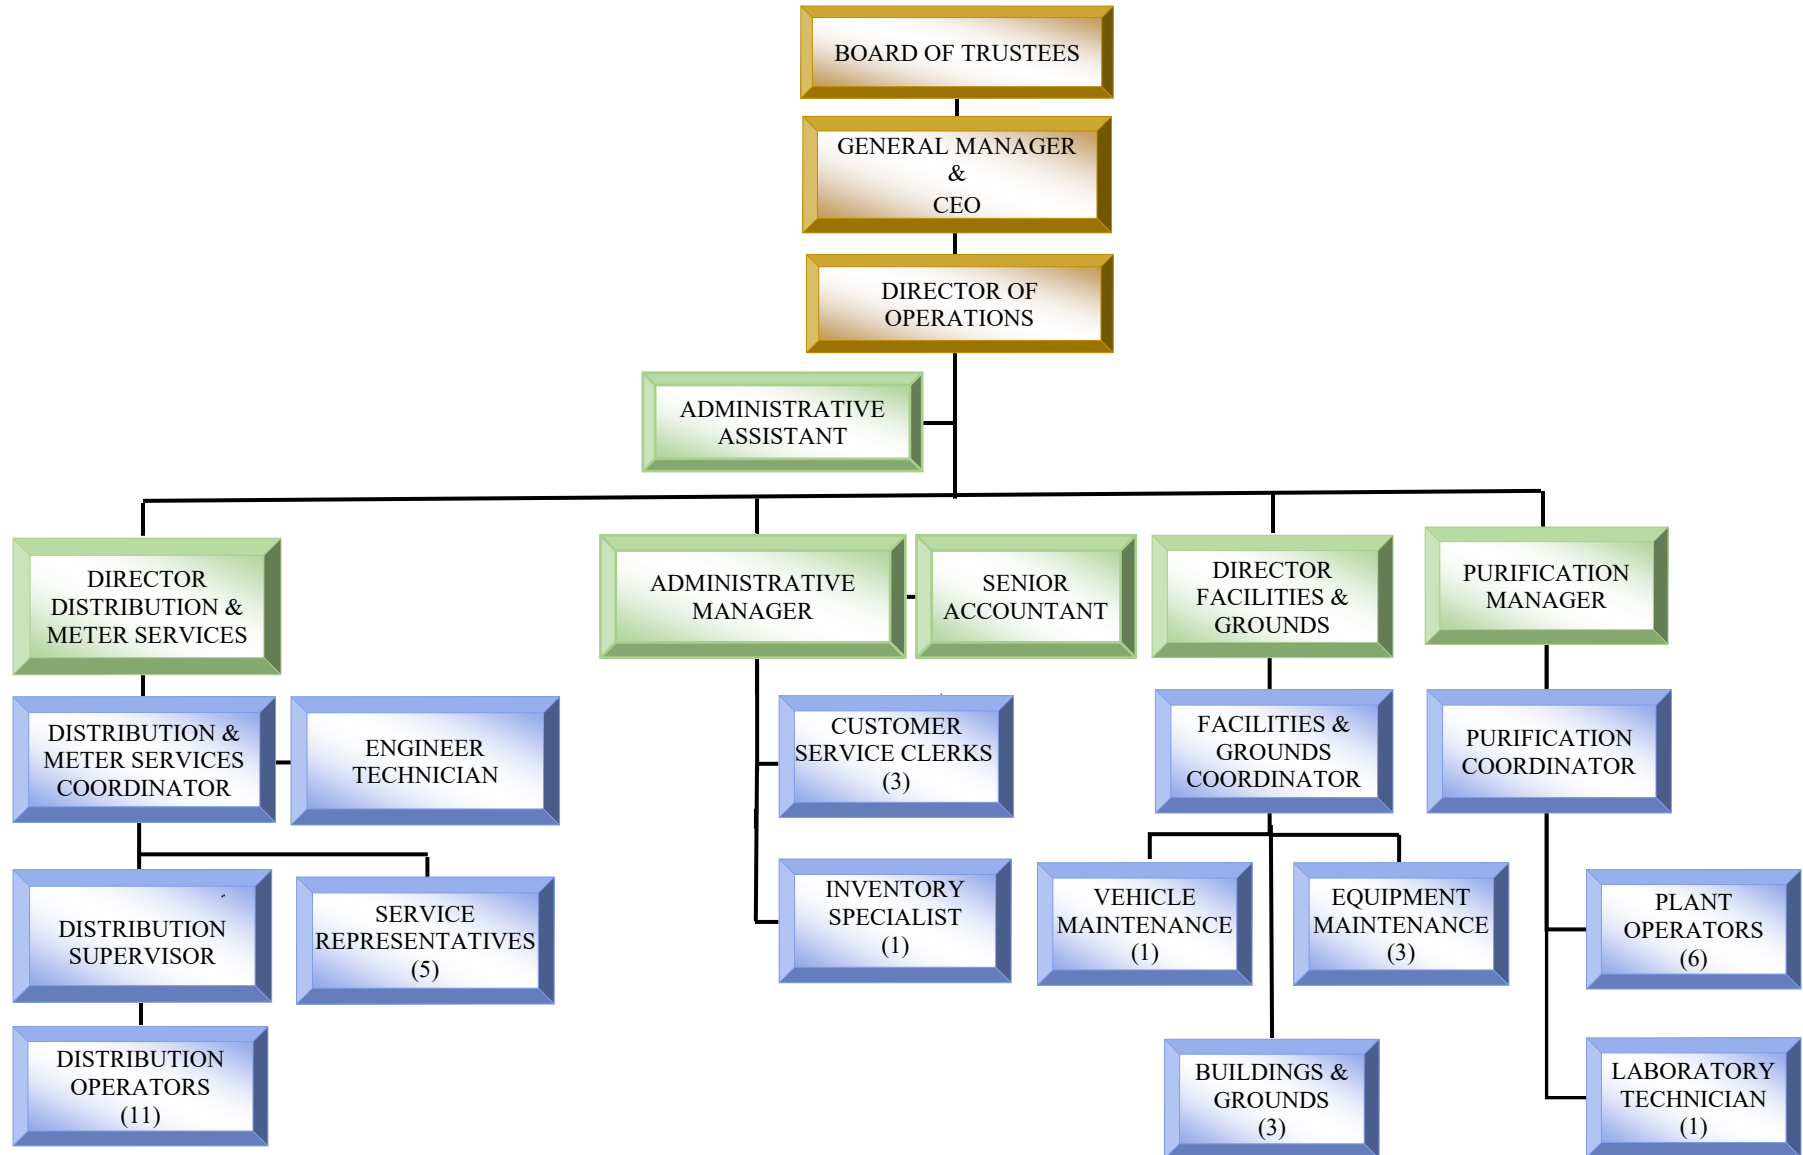 BOARD OF TRUSTEES
GENERAL MANAGER
&
CEO
DIRECTOR OF
OPERATIONS
ADMINISTRATIVE
ASSISTANT
DIRECTOR
DISTRIBUTION &
METER SERVICES
ADMINISTRATIVE
MANAGER
SENIOR
ACCOUNTANT
DIRECTOR
FACILITIES &
GROUNDS
PURIFICATION
MANAGER
DISTRIBUTION &
METER SERVICES
COORDINATOR
ENGINEER
TECHNICIAN
CUSTOMER
SERVICE CLERKS
(3)
FACILITIES &
GROUNDS
COORDINATOR
PURIFICATION
COORDINATOR
DISTRIBUTION
SUPERVISOR
SERVICE
REPRESENTATIVES
(5)
INVENTORY
SPECIALIST
(1)
VEHICLE
MAINTENANCE
(1)
EQUIPMENT
MAINTENANCE
(3)
PLANT
OPERATORS
(6)
DISTRIBUTION
OPERATORS
(11)
BUILDINGS &
GROUNDS
(3)
LABORATORY
TECHNICIAN
(1)